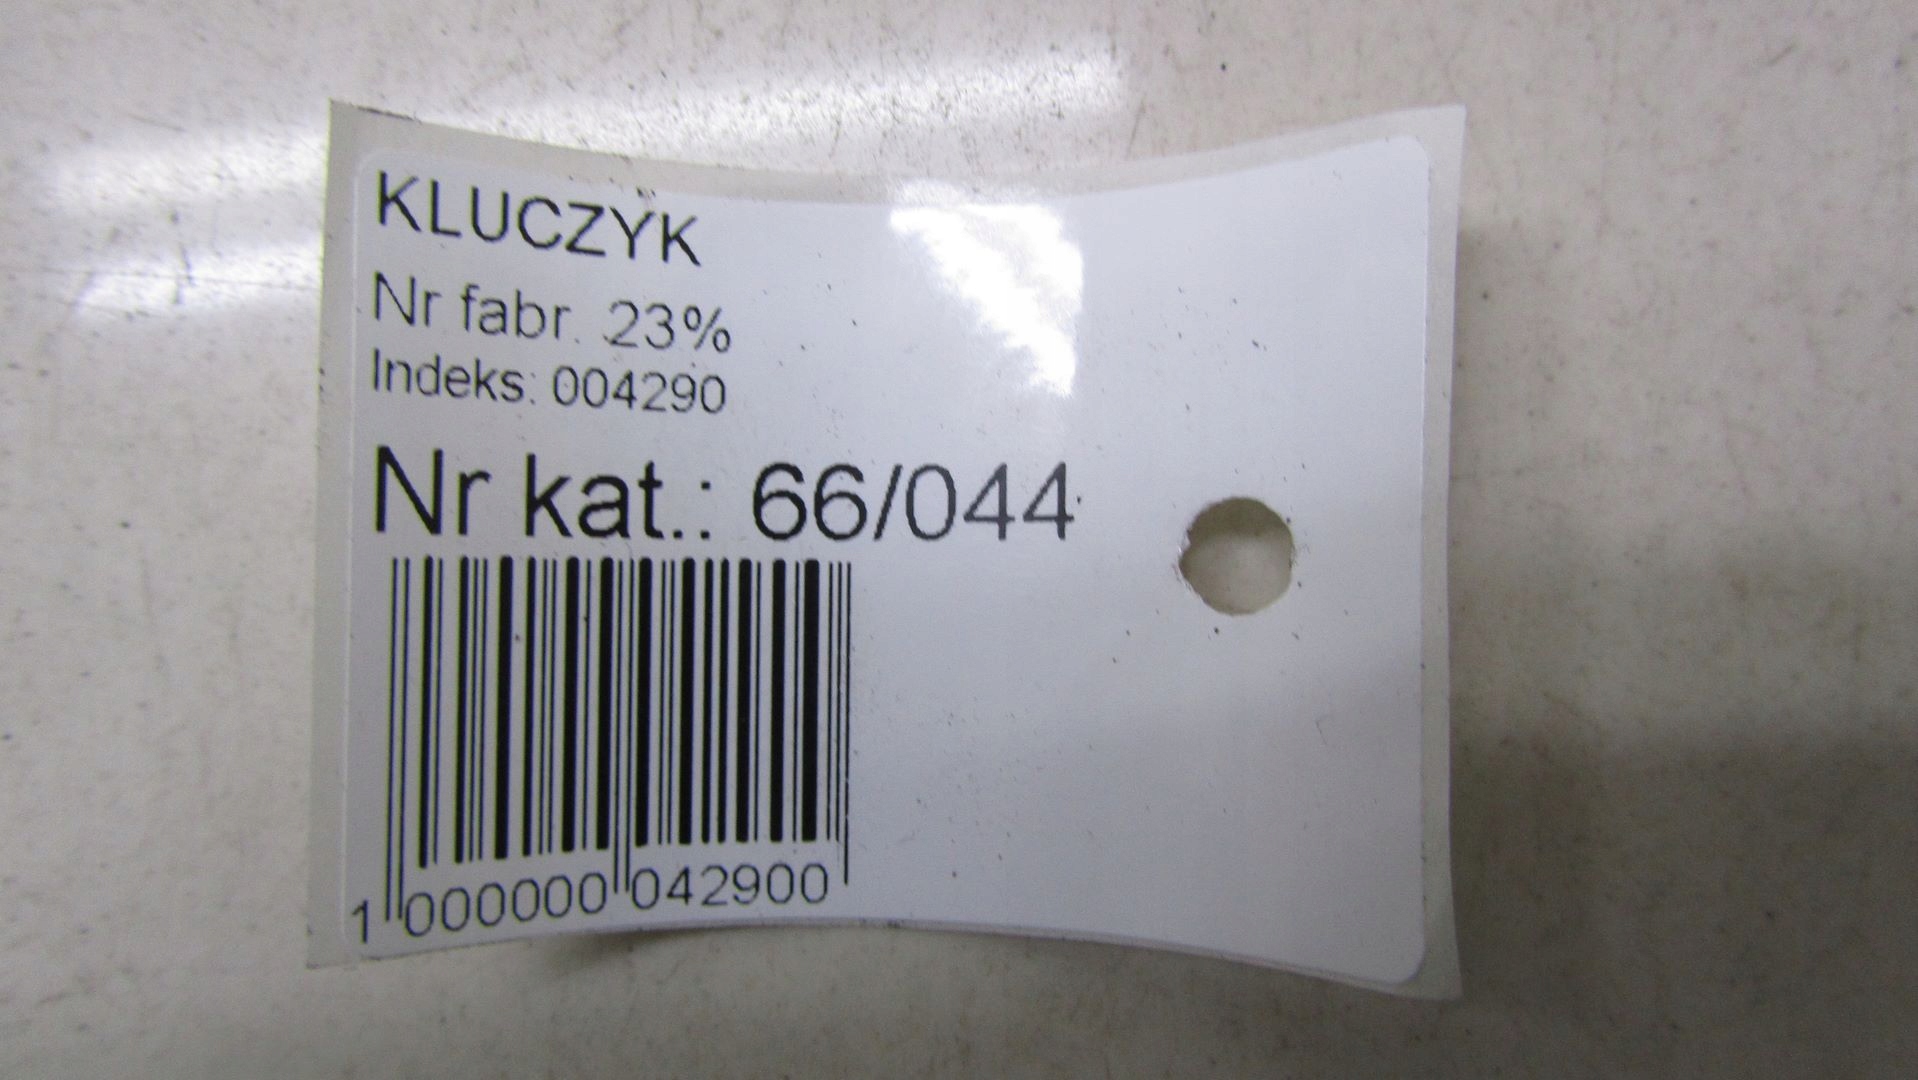 KLUCZYK
Nr fabr. 23%
Indeks: 004290
Nr kat.: 66/044
1 000000 042900